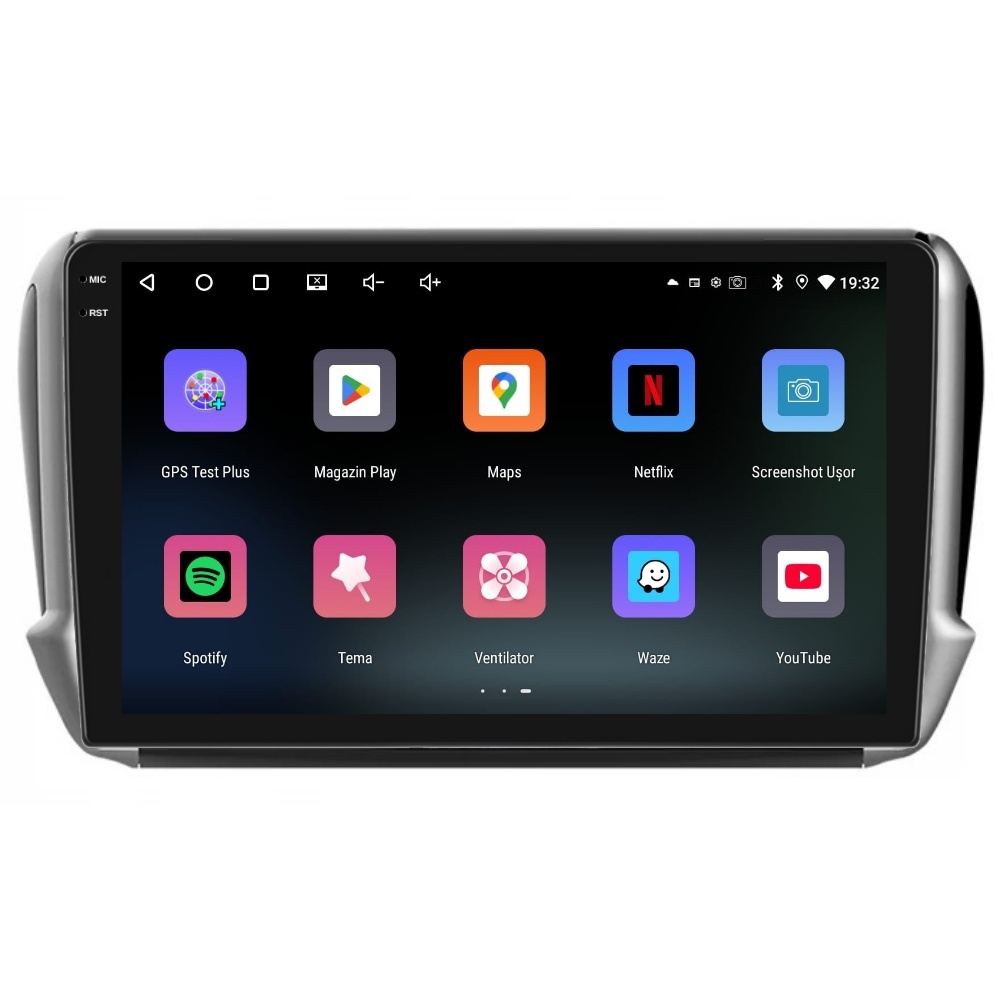 MIC
RST
19:32
GPS Test Plus
Magazin Play
Maps
N
Netflix
Screenshot Ușor
Spotify
Tema
Ventilator
Waze
YouTube